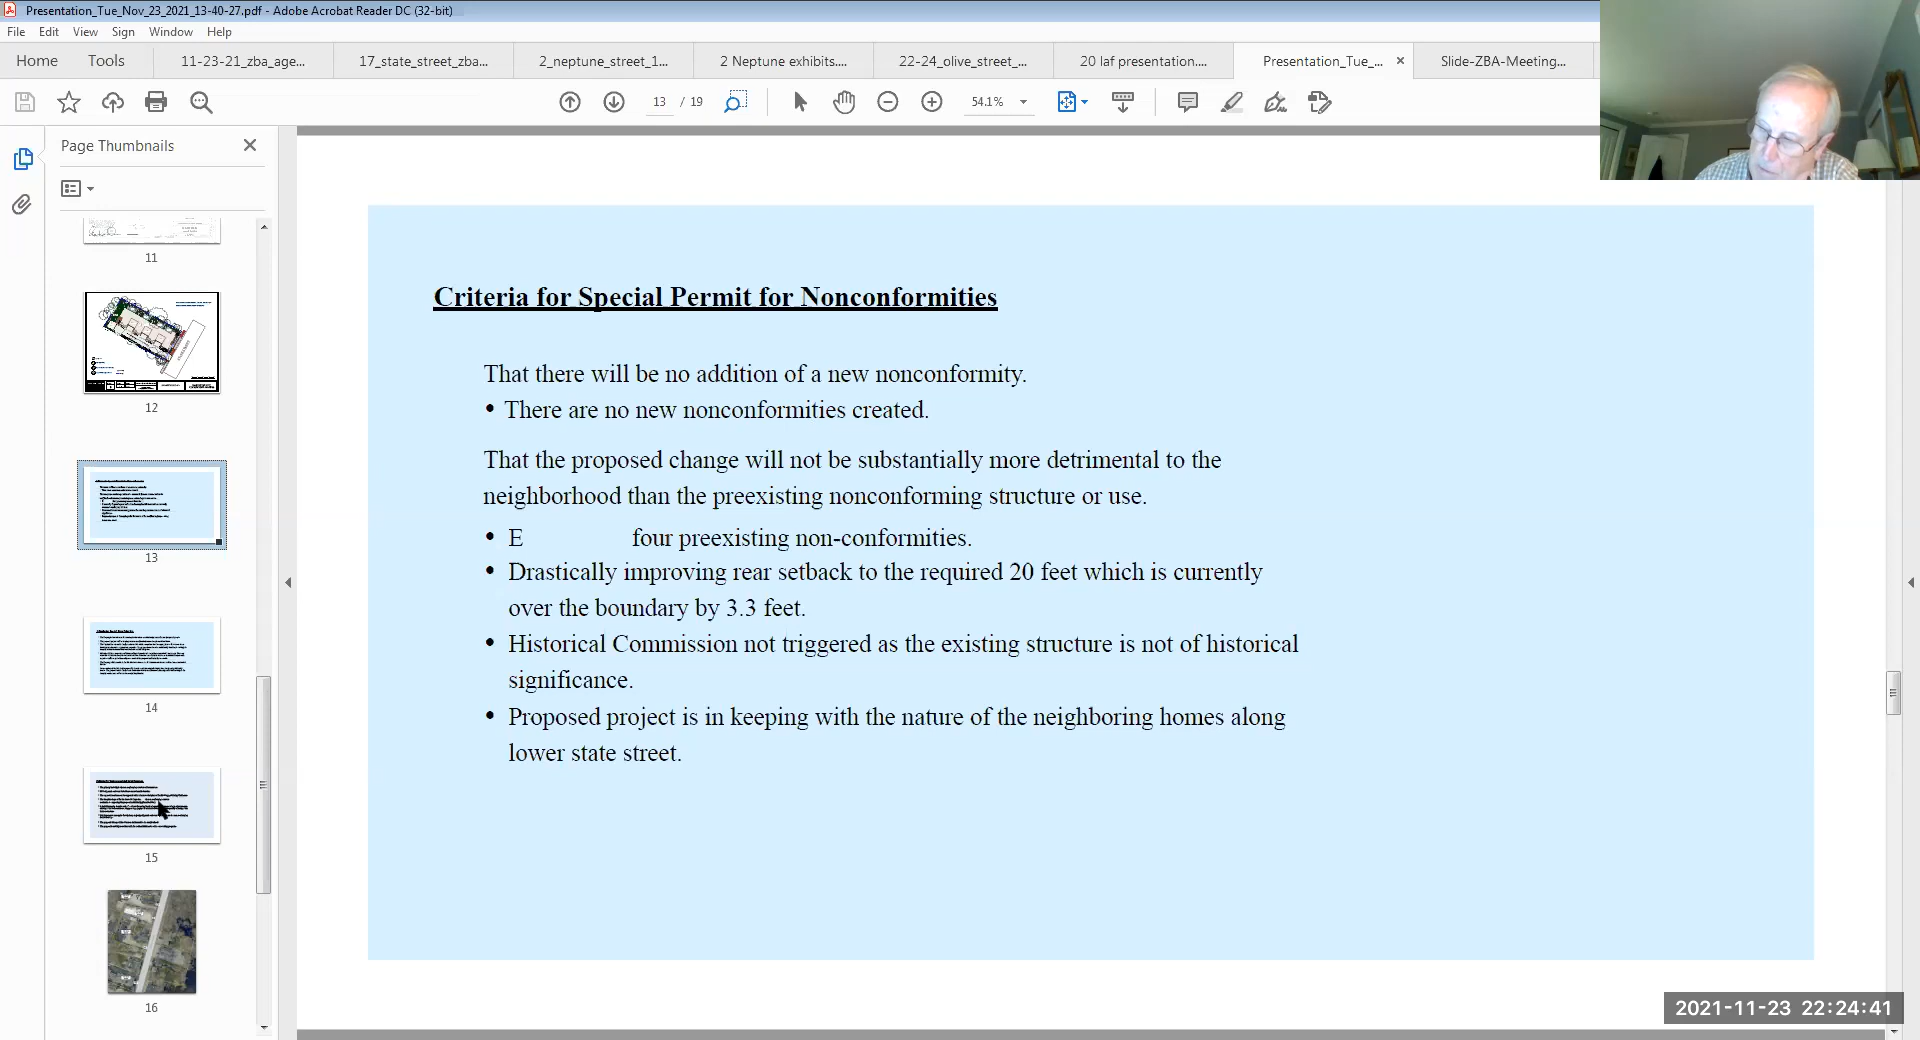 Presentation_Tue_Nov_23_2021_13-40-27.pdf - Adobe Acrobat Reader DC (32-bit)
File Edit View Sign Window Help
Home Tools 11-23-21_zba_age... 17_state_street_zba... 2_neptune_street_1... 2 Neptune exhibits.... 22-24_olive_street_... 20 laf presentation.... Presentation_Tue_... Slide-ZBA-Meeting...
13 / 19 54.1%
Page Thumbnails
11
12
13
14
15
16
Criteria for Special Permit for Nonconformities
That there will be no addition of a new nonconformity.
• There are no new nonconformities created.
That the proposed change will not be substantially more detrimental to the
neighborhood than the preexisting nonconforming structure or use.
• E four preexisting non-conformities.
• Drastically improving rear setback to the required 20 feet which is currently
over the boundary by 3.3 feet.
• Historical Commission not triggered as the existing structure is not of historical
significance.
• Proposed project is in keeping with the nature of the neighboring homes along
lower state street.
2021-11-23 22:24:41